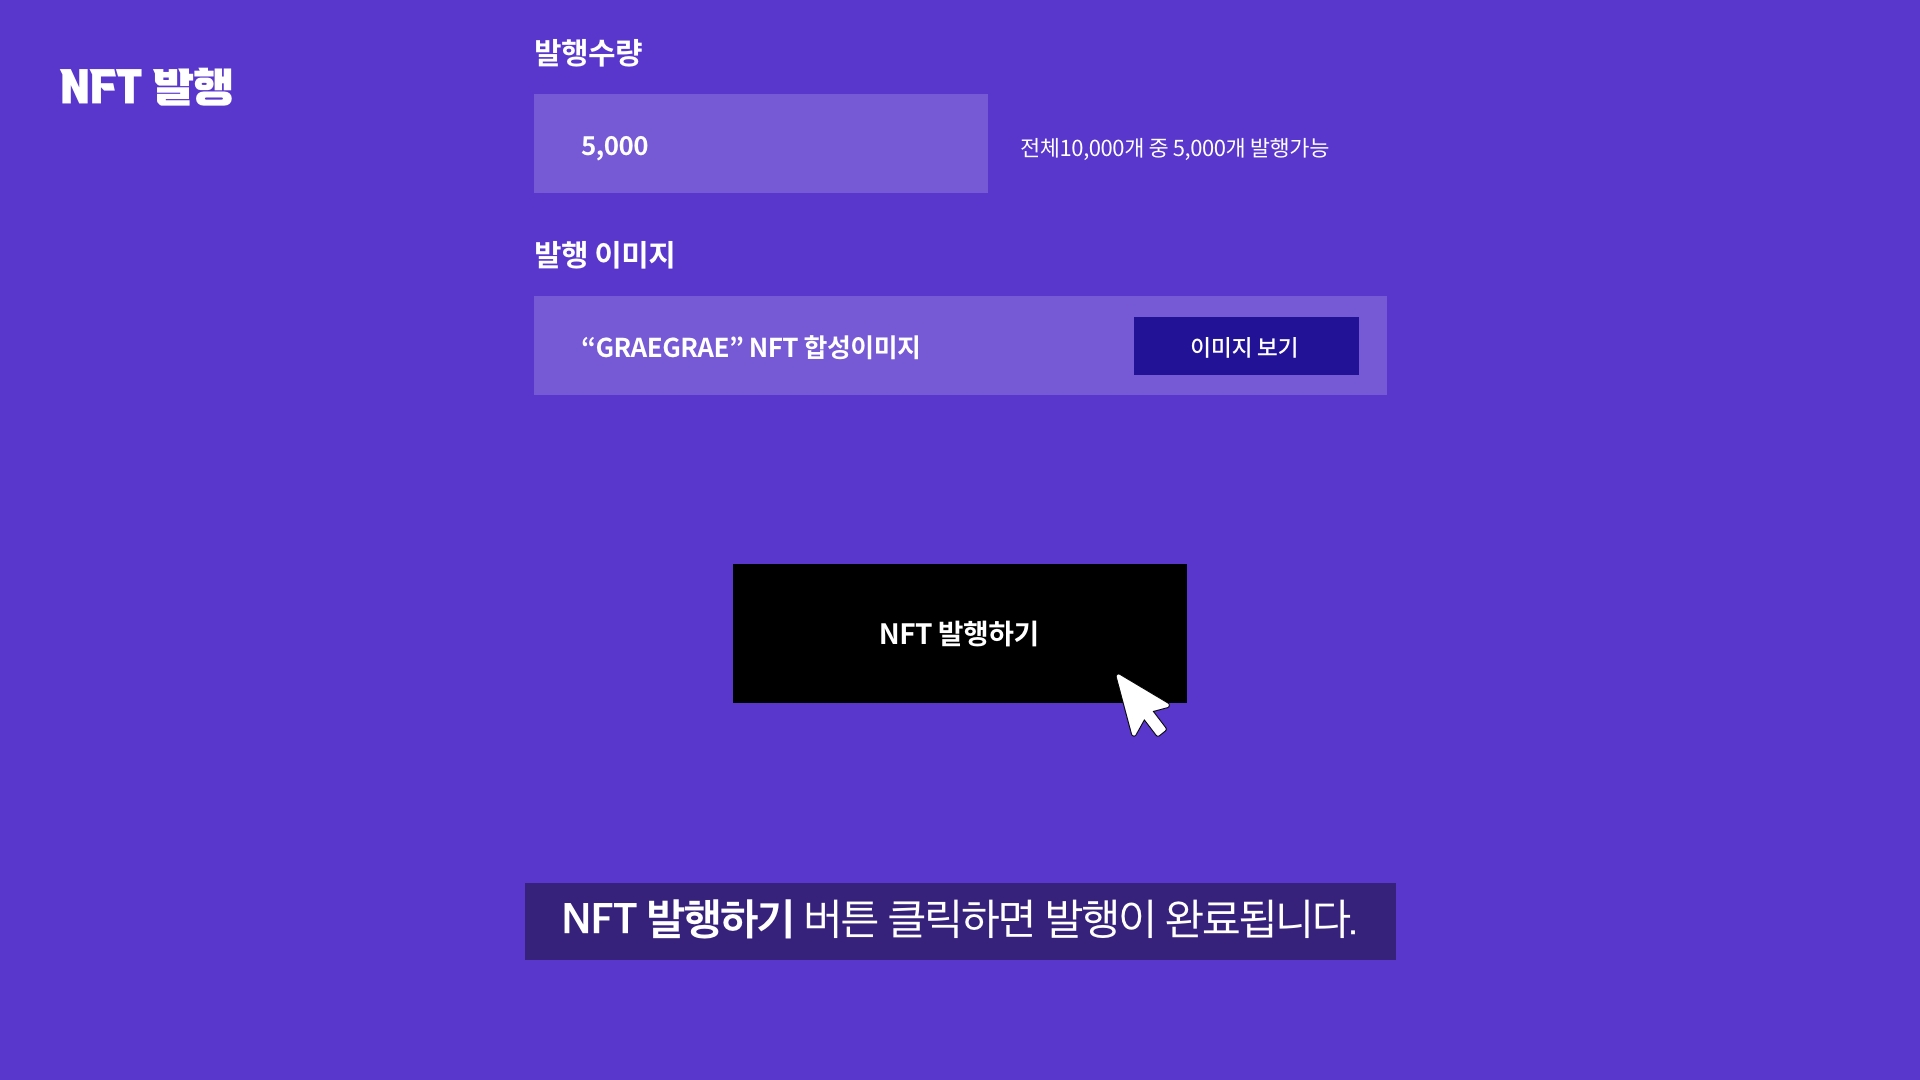 NFT 발행
발행수량
5,000
전체10,000개 중 5,000개 발행가능
발행 이미지
“GRAEGRAE” NFT 합성이미지
이미지 보기
NFT 발행하기
NFT 발행하기 버튼 클릭하면 발행이 완료됩니다.